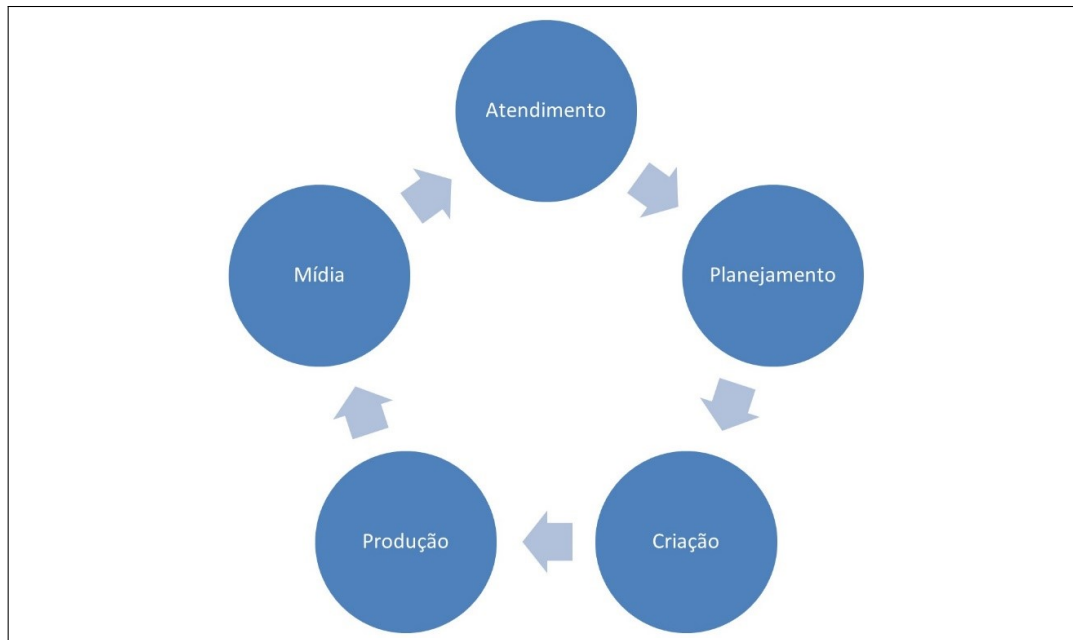 Atendimento
Planejamento
Criação
Produção
Mídia